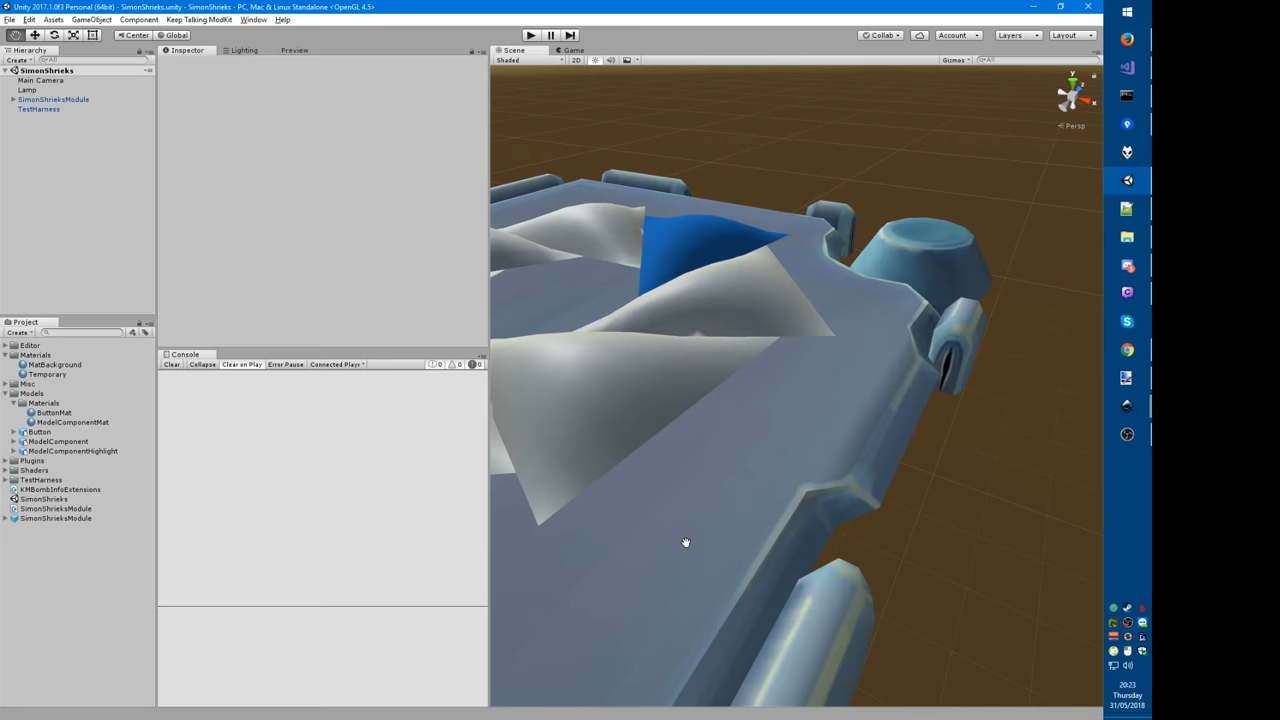 Unity 2017.1.0f3 Personal (64bit) - SimonShrieks.unity - SimonShrieks - PC, Mac & Linux Standalone <OpenGL 4.5>
File Edit Assets GameObject Component Keep Talking ModKit Window Help
Center Global Collab Account Layers Layout
Hierarchy Inspector Lighting Preview Scene Game
Create All Shaded 2D Gizmos All
SimonShrieks
Main Camera
Lamp
SimonShrieksModule
TestHarness
y
z
x
Persp
Project
Create
Editor
Materials
MatBackground
Temporary
Misc
Models
Materials
ButtonMat
ModelComponentMat
Button
ModelComponent
ModelComponentHighlight
Plugins
Shaders
TestHarness
KMBombInfoExtensions
SimonShrieks
SimonShrieksModule
SimonShrieksModule
Console
Clear Collapse Clear on Play Error Pause Connected Player 0 0 0
20:23
Thursday
31/05/2018